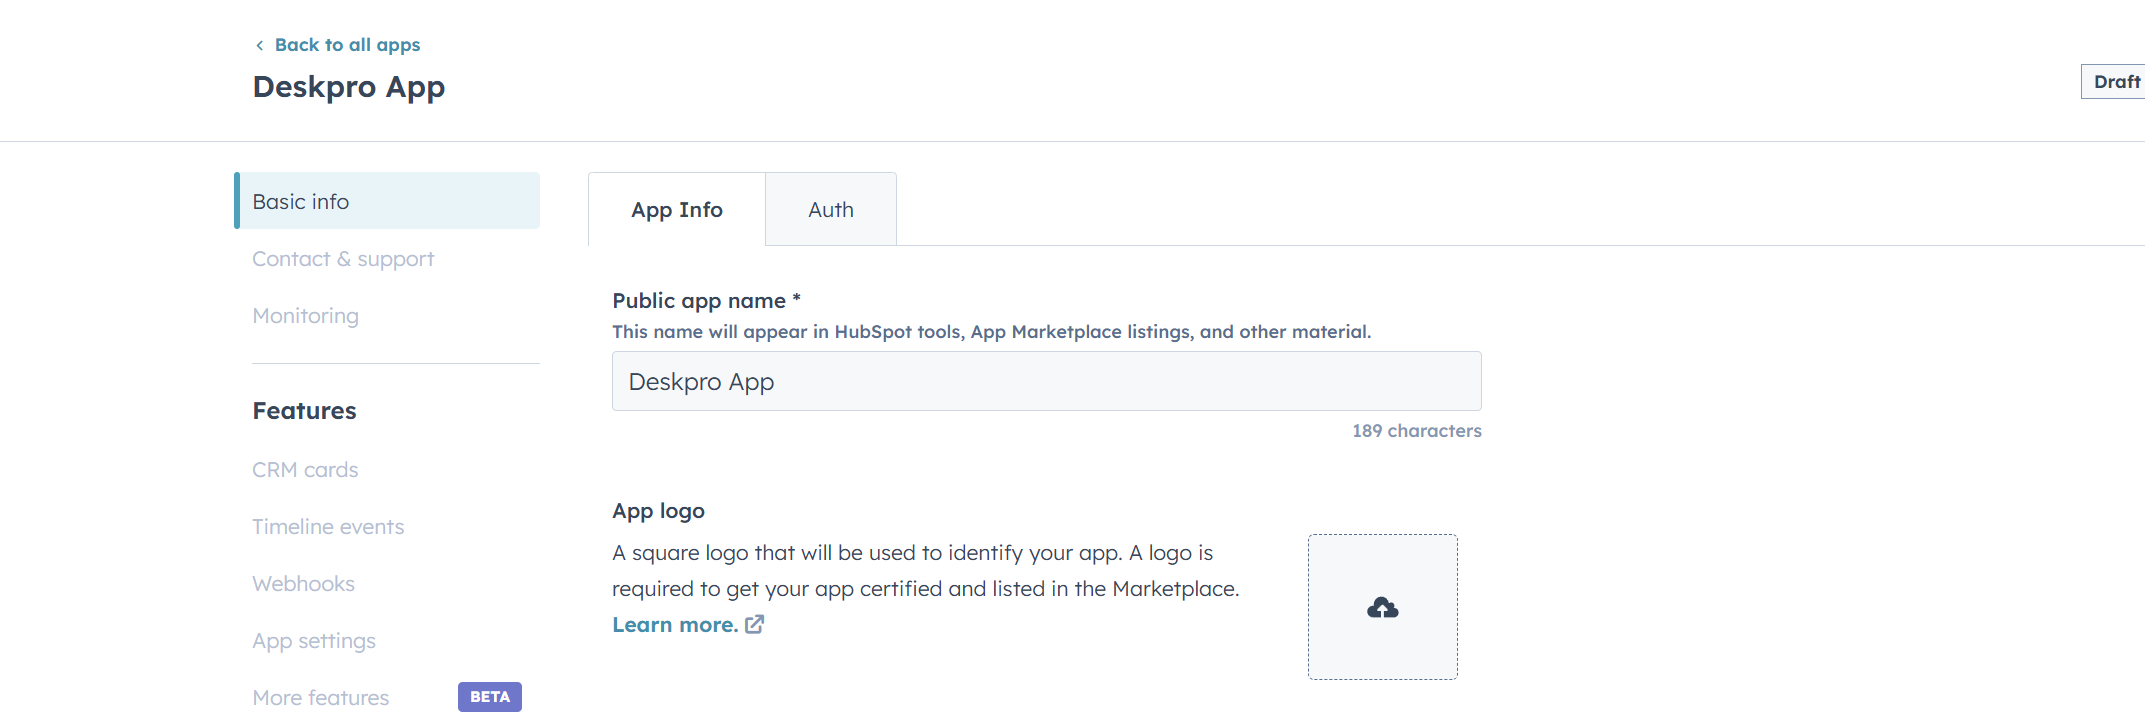 Back to all apps
Deskpro App
Draft
Basic info
Contact & support
Monitoring
Features
CRM cards
Timeline events
Webhooks
App settings
More features BETA
App Info Auth
Public app name *
This name will appear in HubSpot tools, App Marketplace listings, and other material.
Deskpro App
189 characters
App logo
A square logo that will be used to identify your app. A logo is
required to get your app certified and listed in the Marketplace.
Learn more.